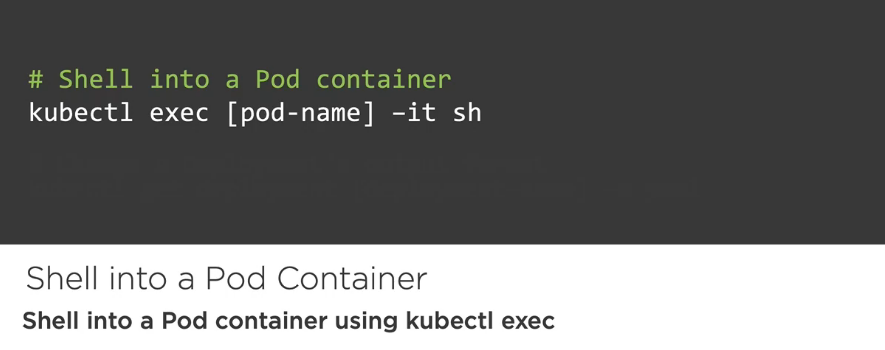 # Shell into a Pod container
kubectl exec [pod-name] –it sh
Shell into a Pod Container
Shell into a Pod container using kubectl exec